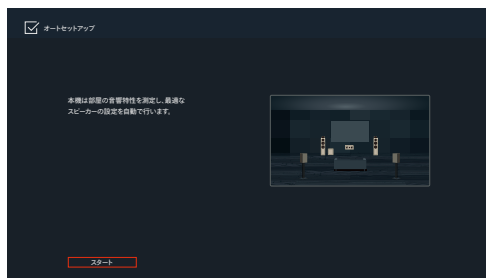 オートセットアップ
本機は部屋の音響特性を測定し、最適な
スピーカーの設定を自動で行います。
スタート